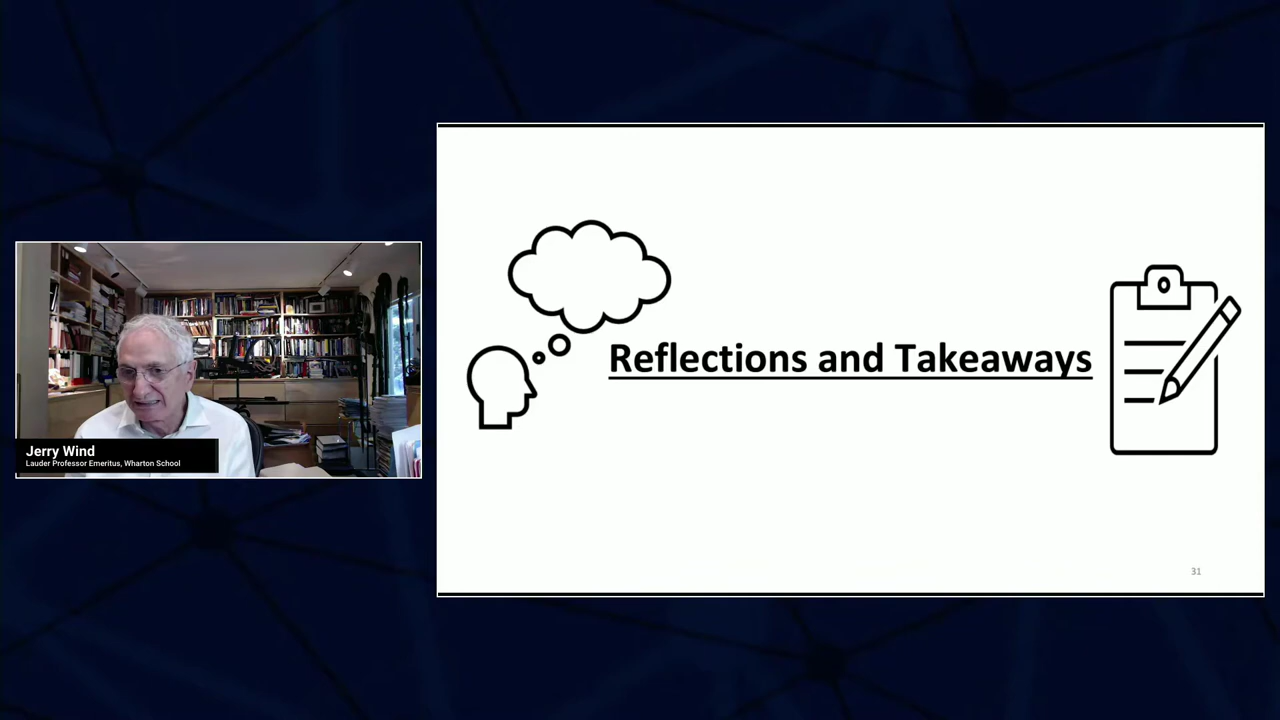 Jerry Wind
Lauder Professor Emeritus, Wharton School
Reflections and Takeaways
31